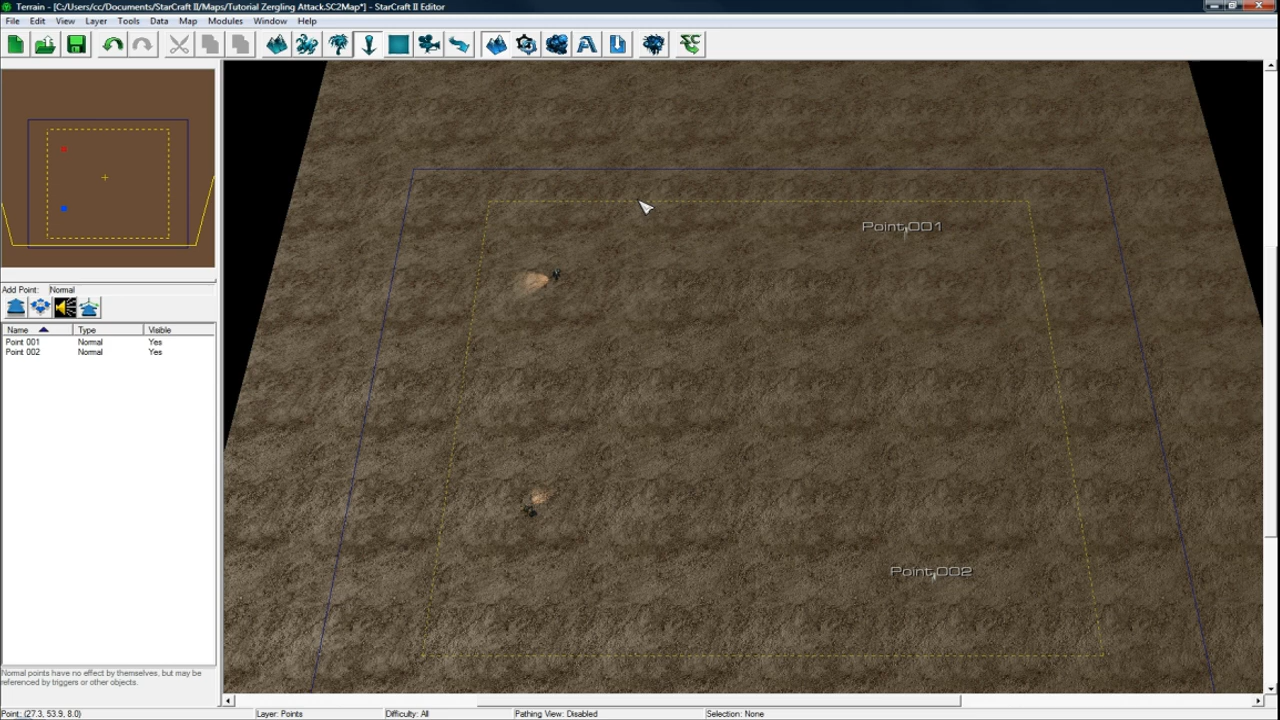 Terrain - [C:/Users/cc/Documents/StarCraft II/Maps/Tutorial Zergling Attack.SC2Map*] - StarCraft II Editor
File Edit View Layer Tools Data Map Modules Window Help
Add Point: Normal
Name Type Visible
Point 001 Normal Yes
Point 002 Normal Yes
Point 001
Point 002
Normal points have no effect by themselves, but may be
referenced by triggers or other objects.
Point: (27.3, 53.9, 8.0) Layer: Points Difficulty: All Pathing View: Disabled Selection: None